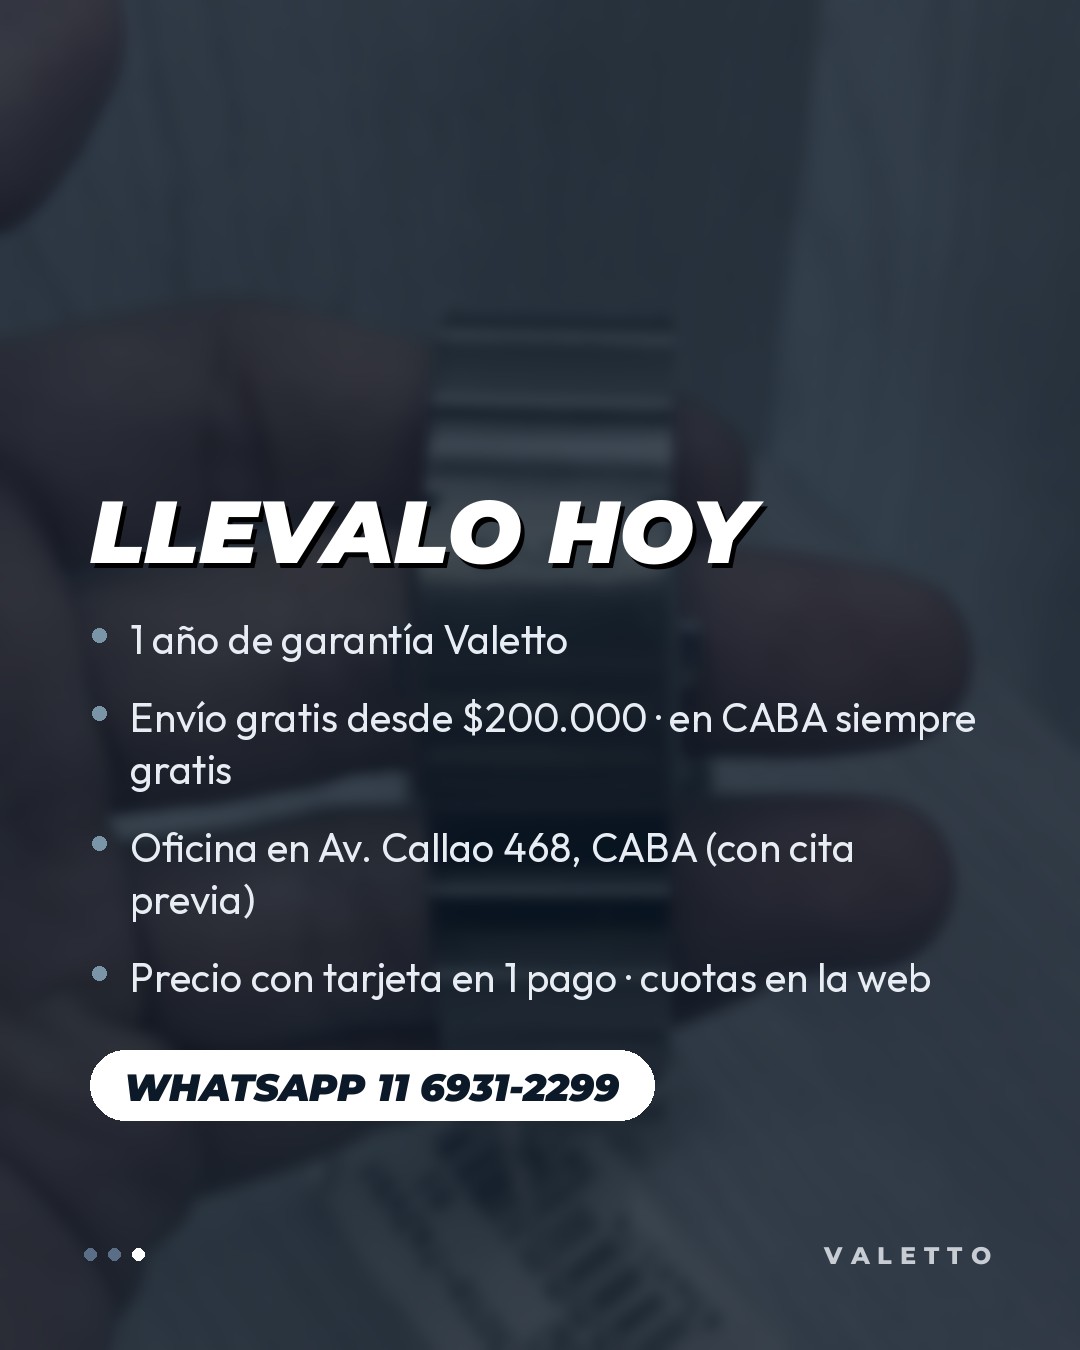 LLEVALO HOY
1 año de garantía Valetto
Envío gratis desde $200.000 · en CABA siempre
gratis
Oficina en Av. Callao 468, CABA (con cita
previa)
Precio con tarjeta en 1 pago · cuotas en la web
WHATSAPP 11 6931-2299
VALETTO